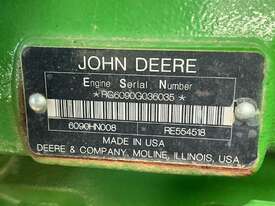 JOHN DEERE
Engine Serial Number
*RG6090G036035*
6090HN008 RE554518
MADE IN USA
DEERE & COMPANY, MOLINE, ILLINOIS, USA